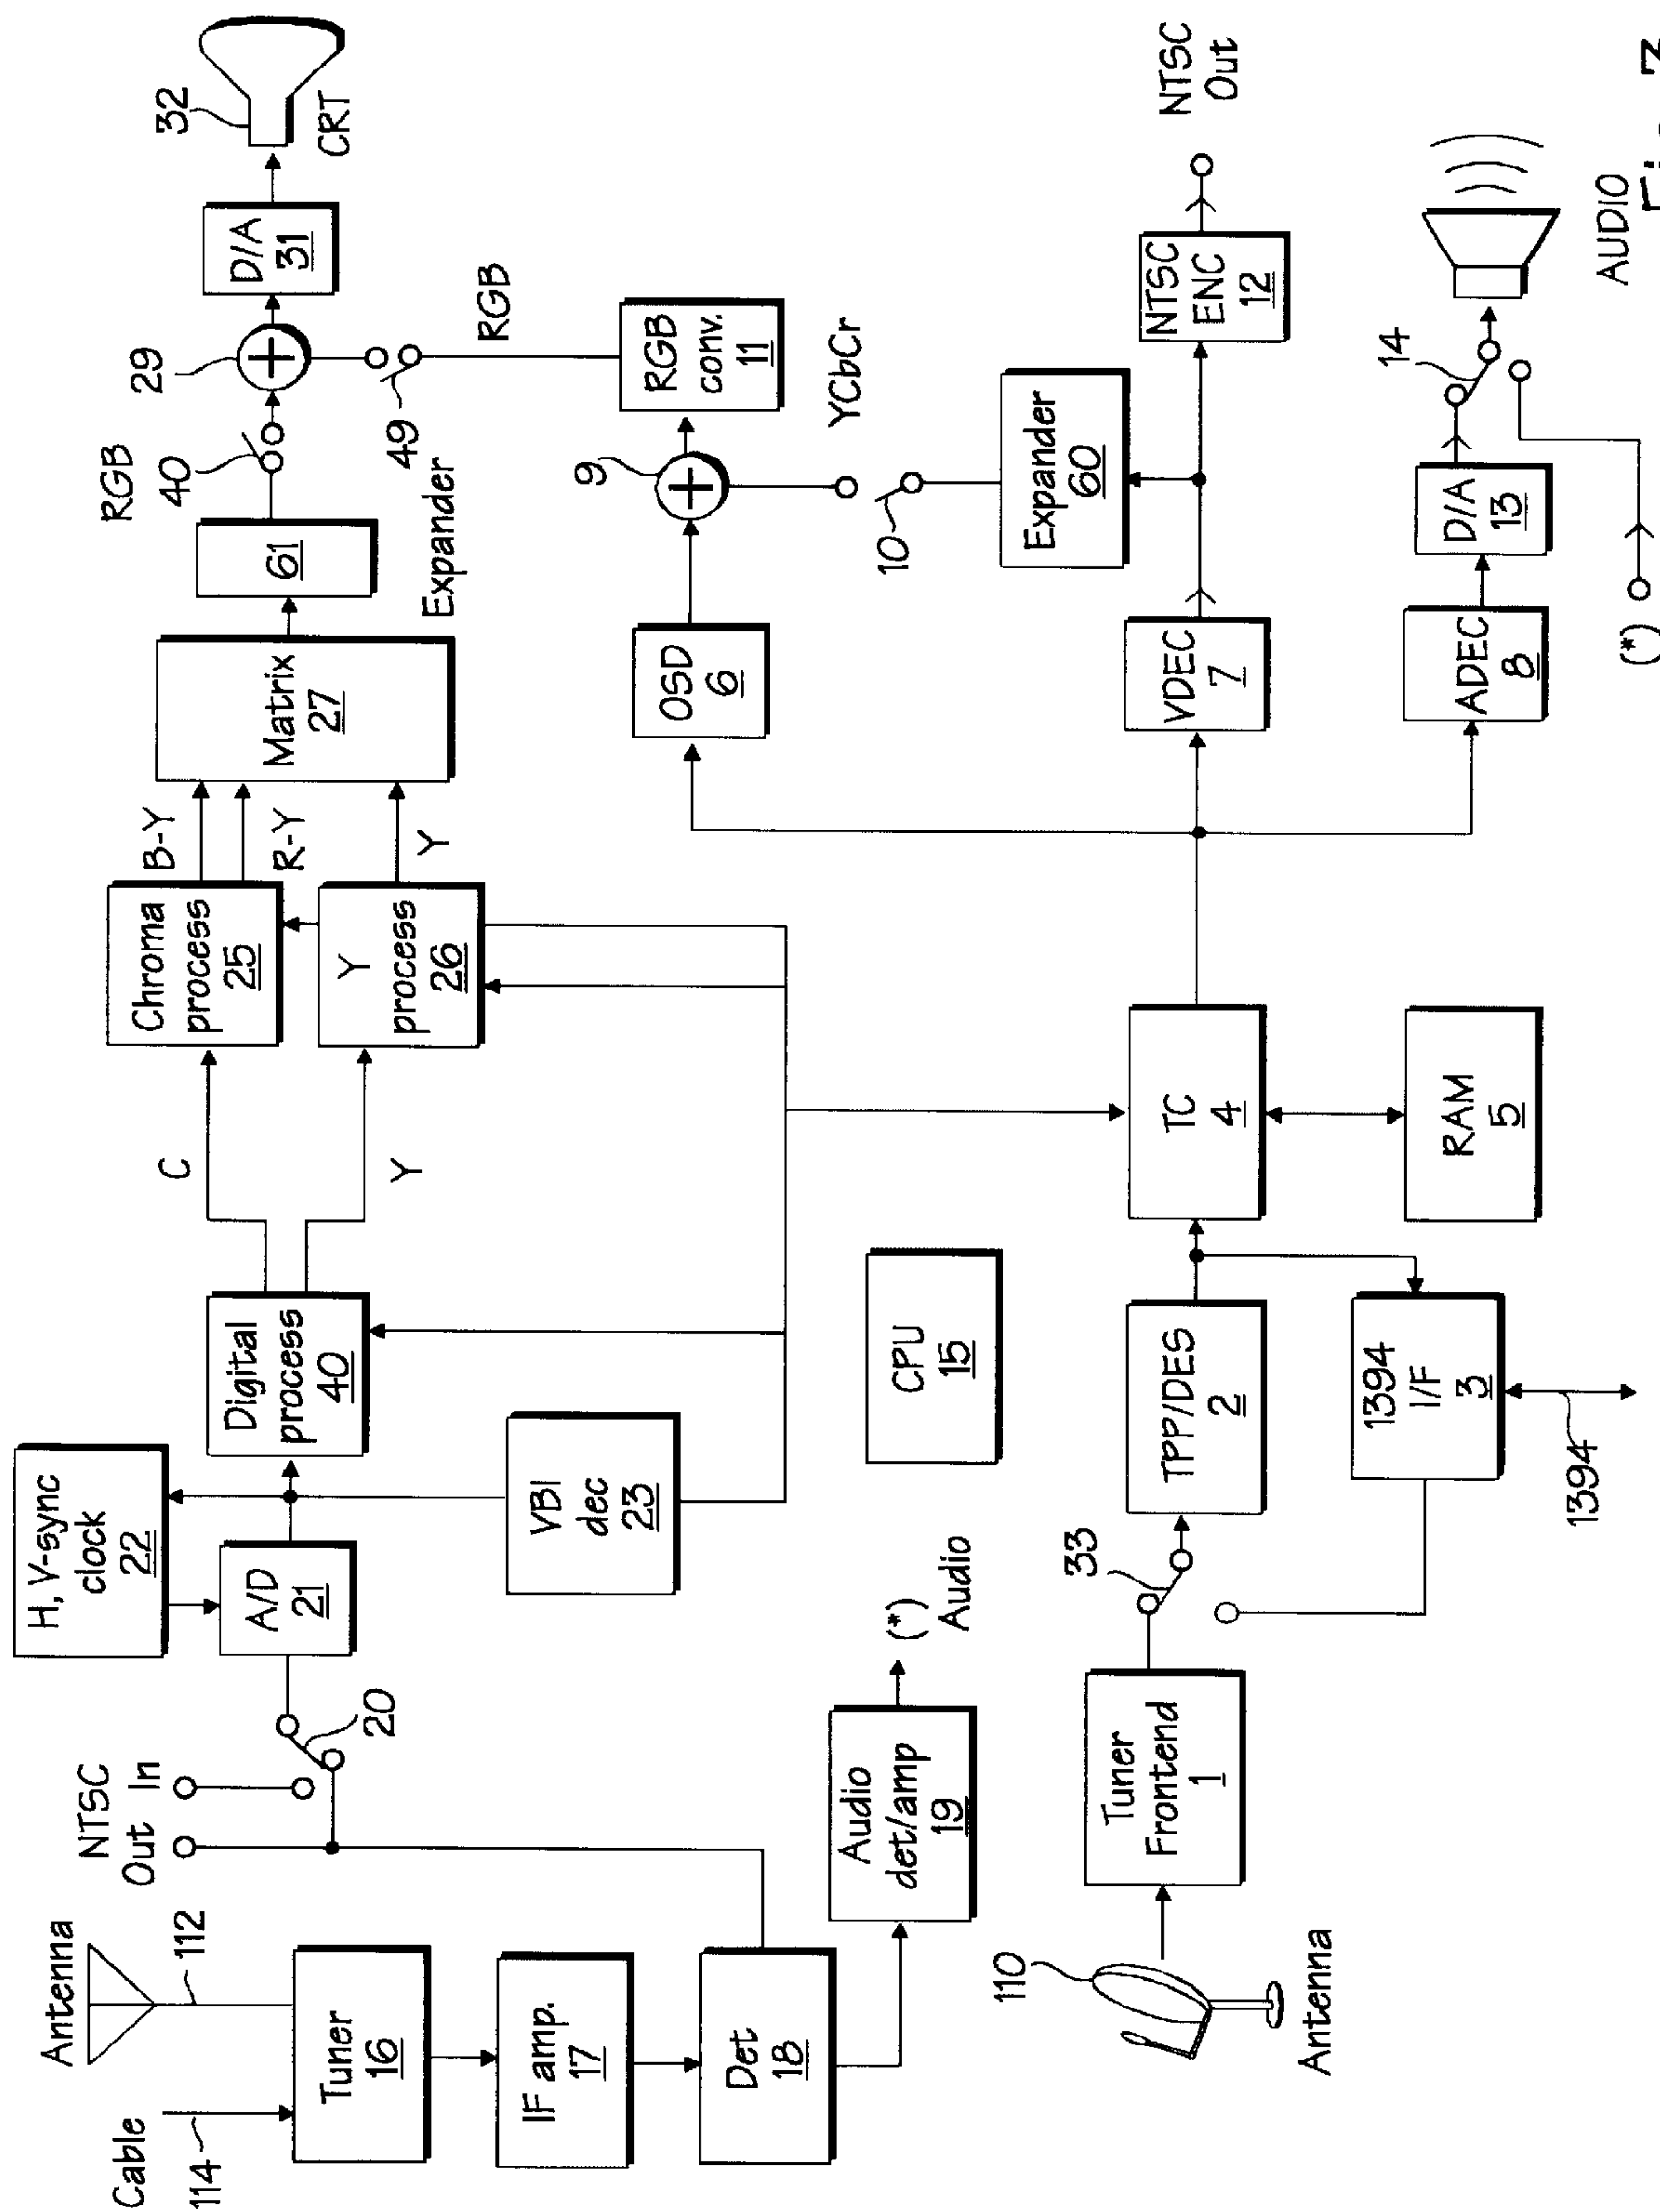 Cable
114
Antenna
112
Tuner
16
IF amp.
17
Det
18
NTSC
Out In
20
H, V-sync
clock
22
A/D
21
VBI
dec
23
Digital
process
40
C
Y
Chroma
process
25
Y
process
26
B-Y
R-Y
Y
Matrix
27
61
Expander
RGB
40
29
49
D/A
31
32
CRT
RGB
RGB
conv.
11
9
YCbCr
10
OSD
6
Expander
60
VDEC
7
NTSC
ENC
12
NTSC
Out
ADEC
8
D/A
13
14
(*)
AUDIO
Audio
det/amp
19
(*)
Audio
CPU
15
110
Antenna
Tuner
Frontend
1
33
TPP/DES
2
1394
I/F
3
1394
TC
4
RAM
5